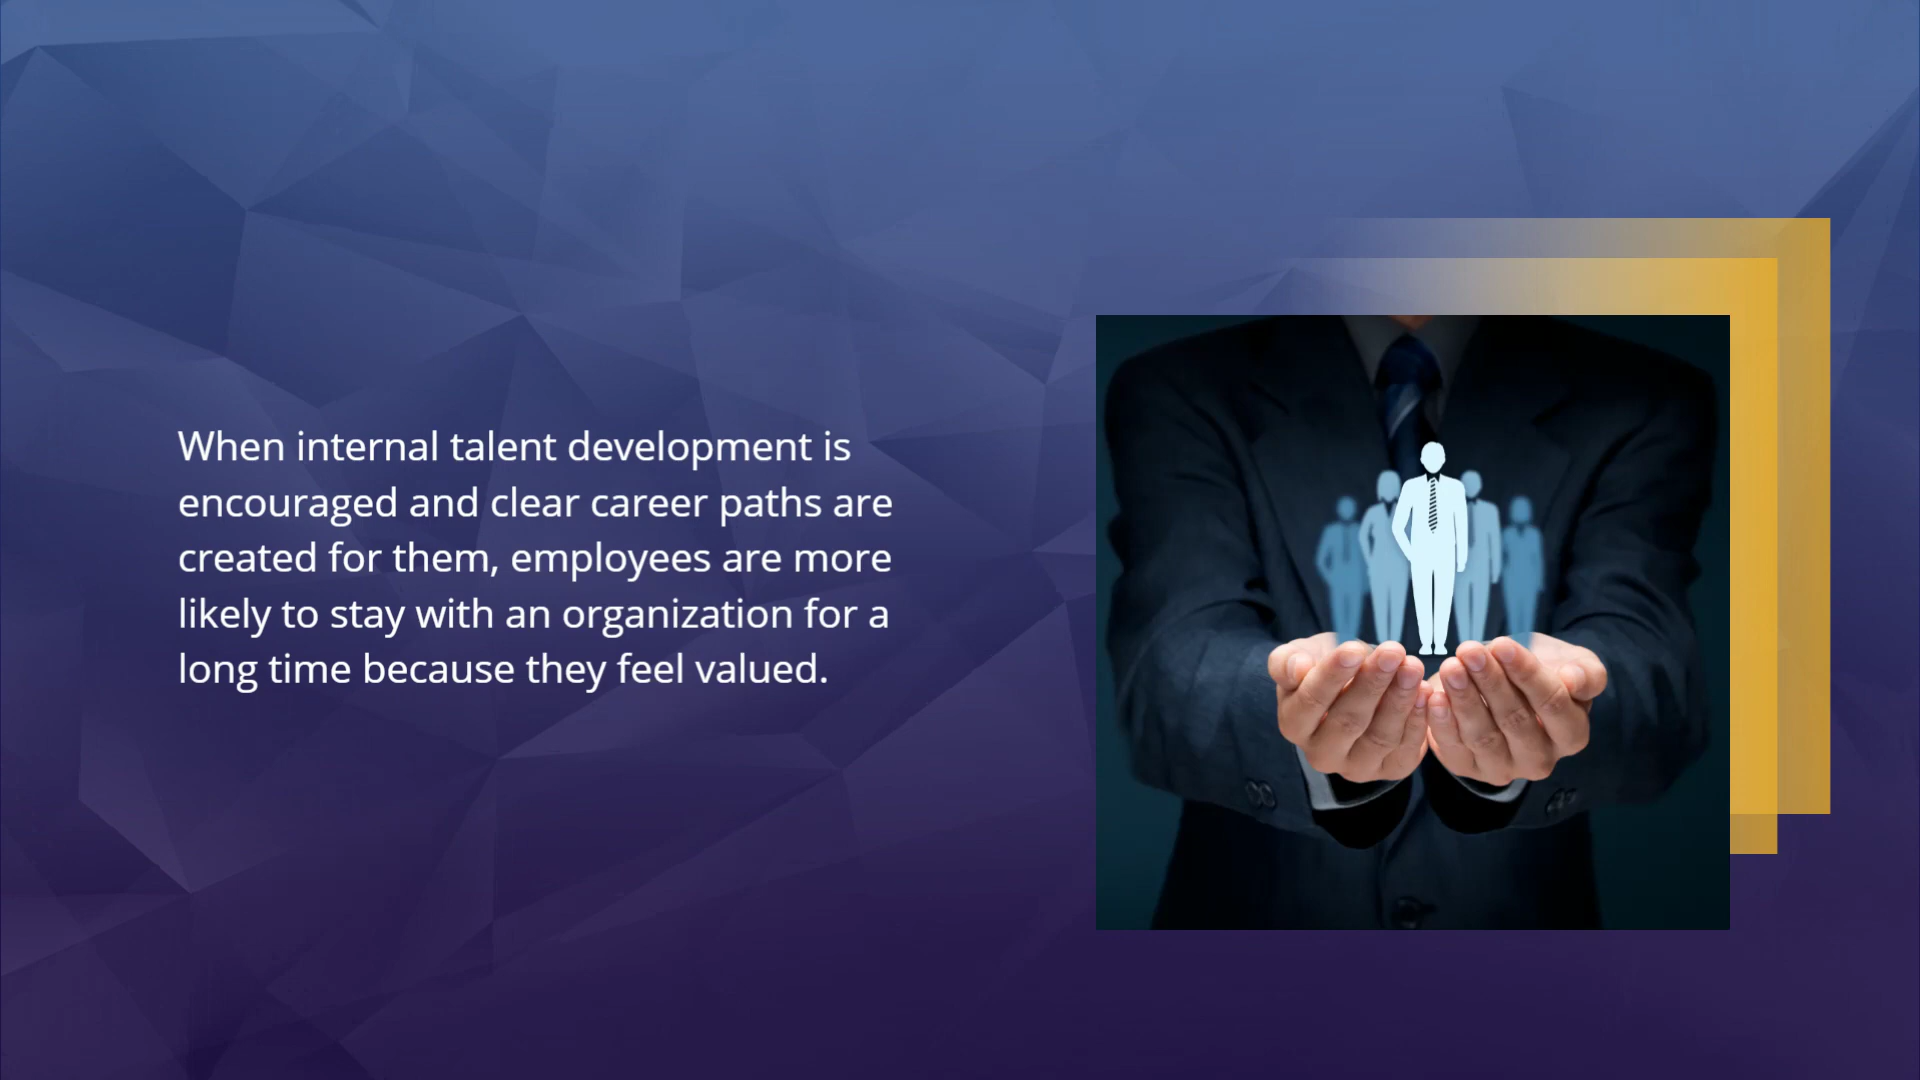 When internal talent development is
encouraged and clear career paths are
created for them, employees are more
likely to stay with an organization for a
long time because they feel valued.